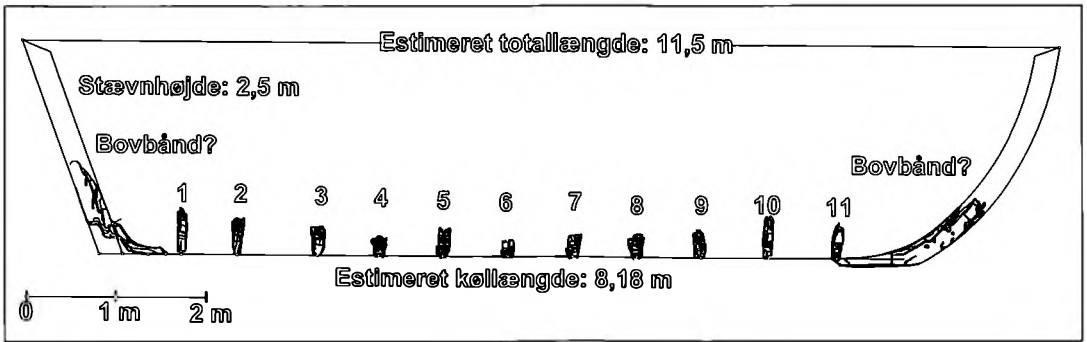 Estimeret totallængde: 11,5 m
Stævnhøjde: 2,5 m
Bovbånd?
Bovbånd?
1 2 3 4 5 6 7 8 9 10 11
Estimeret køllængde: 8,18 m
0 1 m 2 m